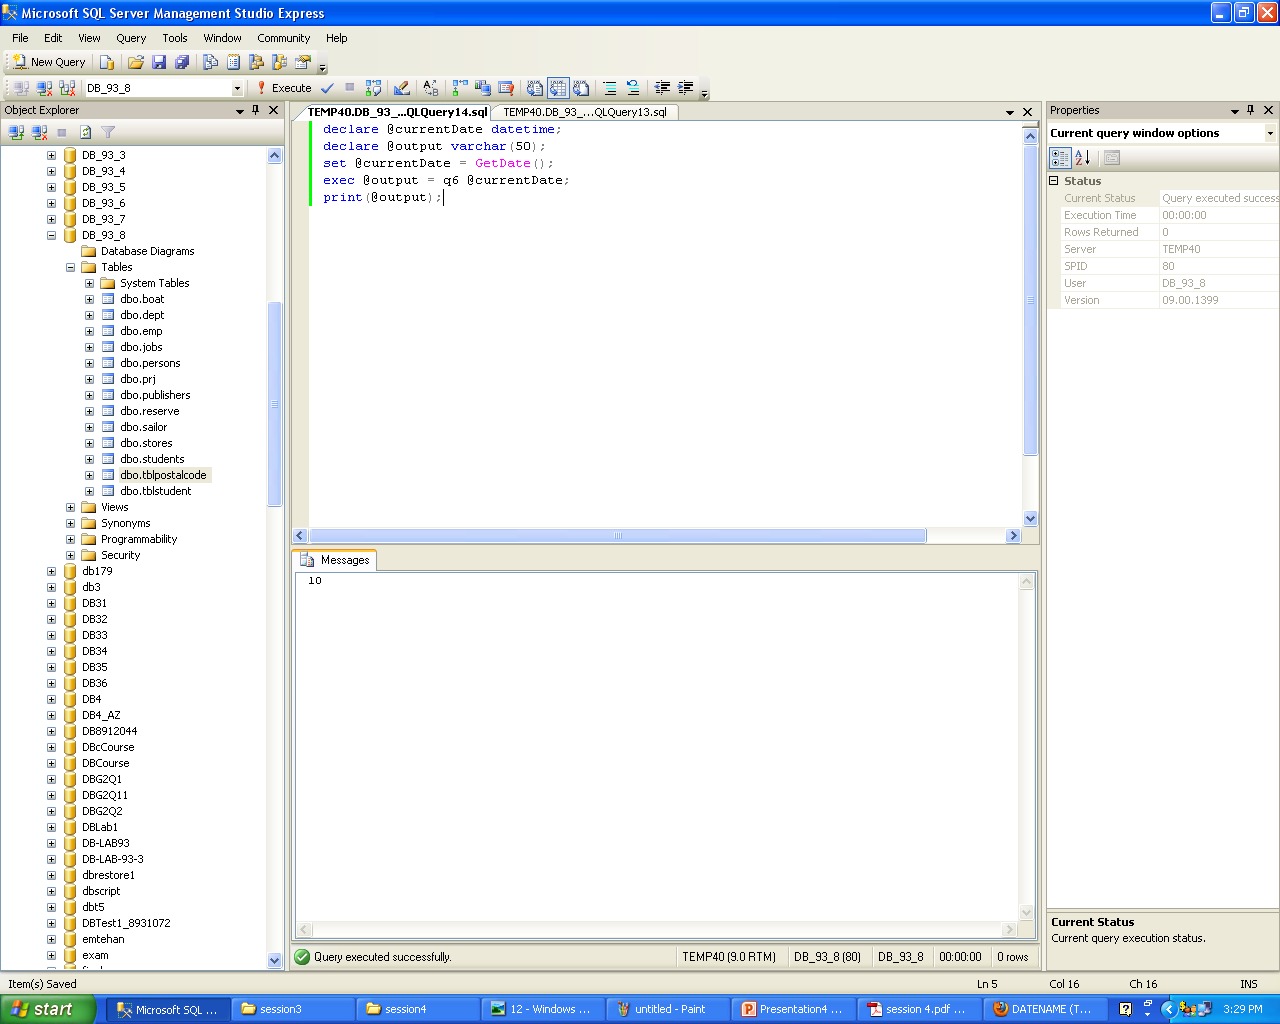 Microsoft SQL Server Management Studio Express
File Edit View Query Tools Window Community Help
New Query
DB_93_8 Execute
Object Explorer
DB_93_3
DB_93_4
DB_93_5
DB_93_6
DB_93_7
DB_93_8
Database Diagrams
Tables
System Tables
dbo.boat
dbo.dept
dbo.emp
dbo.jobs
dbo.persons
dbo.prj
dbo.publishers
dbo.reserve
dbo.sailor
dbo.stores
dbo.students
dbo.tblpostalcode
dbo.tblstudent
Views
Synonyms
Programmability
Security
db179
db3
DB31
DB32
DB33
DB34
DB35
DB36
DB4
DB4_AZ
DB8912044
DBcCourse
DBCourse
DBG2Q1
DBG2Q11
DBG2Q2
DBLab1
DB-LAB93
DB-LAB-93-3
dbrestore1
dbscript
dbt5
DBTest1_8931072
emtehan
exam
TEMP40.DB_93_...QLQuery14.sql TEMP40.DB_93_...QLQuery13.sql
declare @currentDate datetime;
declare @output varchar(50);
set @currentDate = GetDate();
exec @output = q6 @currentDate;
print(@output);
Messages
10
Query executed successfully. TEMP40 (9.0 RTM) DB_93_8 (80) DB_93_8 00:00:00 0 rows
Properties
Current query window options
Status
Current Status Query executed success
Execution Time 00:00:00
Rows Returned 0
Server TEMP40
SPID 80
User DB_93_8
Version 09.00.1399
Current Status
Current query execution status.
Item(s) Saved Ln 5 Col 16 Ch 16 INS
start Microsoft SQL ... session3 session4 12 - Windows ... untitled - Paint Presentation4 ... session 4.pdf ... DATENAME (T... 3:29 PM